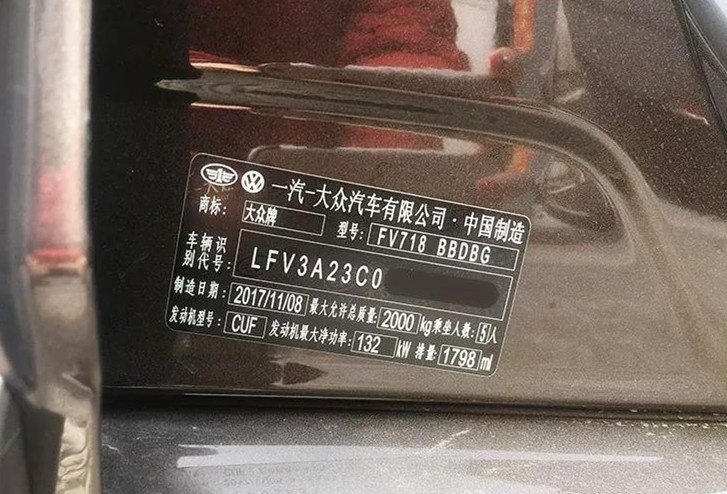 一汽-大众汽车有限公司·中国制造
商标: 大众牌 型号: FV718 BBDBG
车辆识别代号: LFV3A23C0
制造日期: 2017/11/08 最大允许总质量: 2000 kg 乘坐人数: 5 人
发动机型号: CUF 发动机最大净功率: 132 kW 排量: 1798 ml